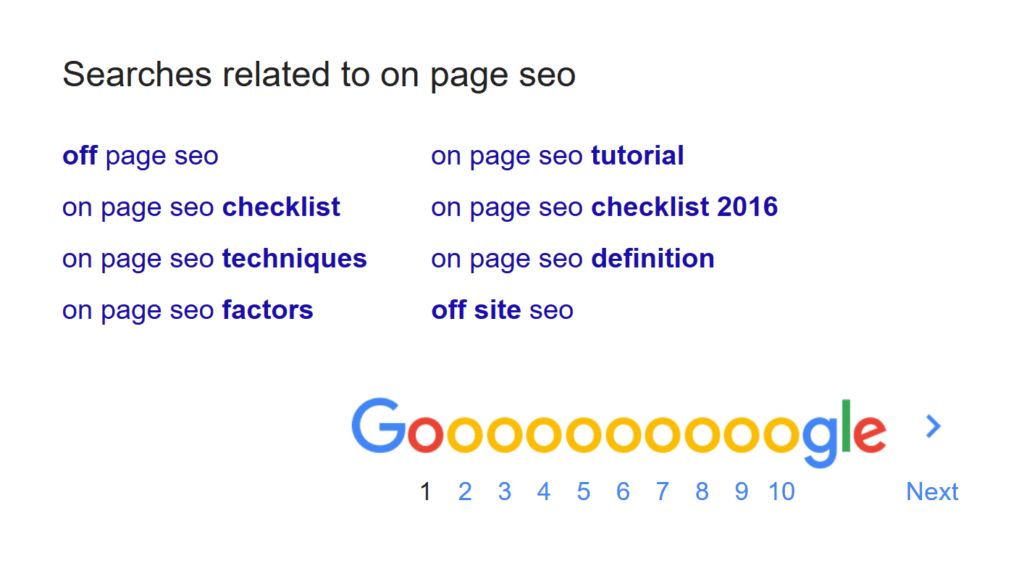 Searches related to on page seo
off page seo
on page seo checklist
on page seo techniques
on page seo factors
on page seo tutorial
on page seo checklist 2016
on page seo definition
off site seo
Goooooooooogle >
1 2 3 4 5 6 7 8 9 10 Next